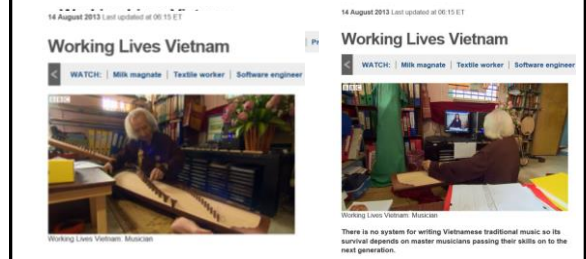 14 August 2013 Last updated at 06:15 ET
Working Lives Vietnam
WATCH: | Milk magnate | Textile worker | Software engineer
BBC
Working Lives Vietnam: Musician
14 August 2013 Last updated at 06:15 ET
Working Lives Vietnam
WATCH: | Milk magnate | Textile worker | Software engineer
Working Lives Vietnam: Musician
There is no system for writing Vietnamese traditional music so its
survival depends on master musicians passing their skills on to the
next generation.